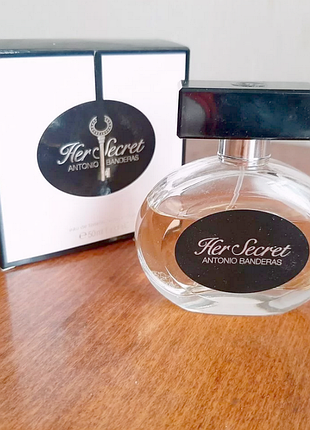 Her Secret
ANTONIO BANDERAS
Her Secret
ANTONIO BANDERAS